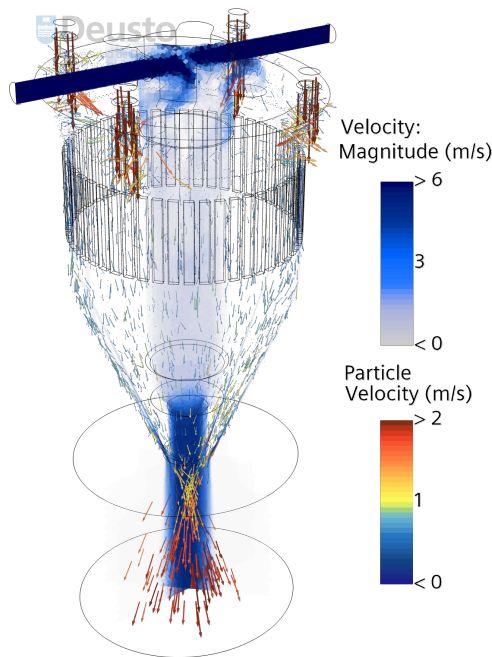 Deusto
Velocity:
Magnitude (m/s)
> 6
3
< 0
Particle
Velocity (m/s)
> 2
1
< 0